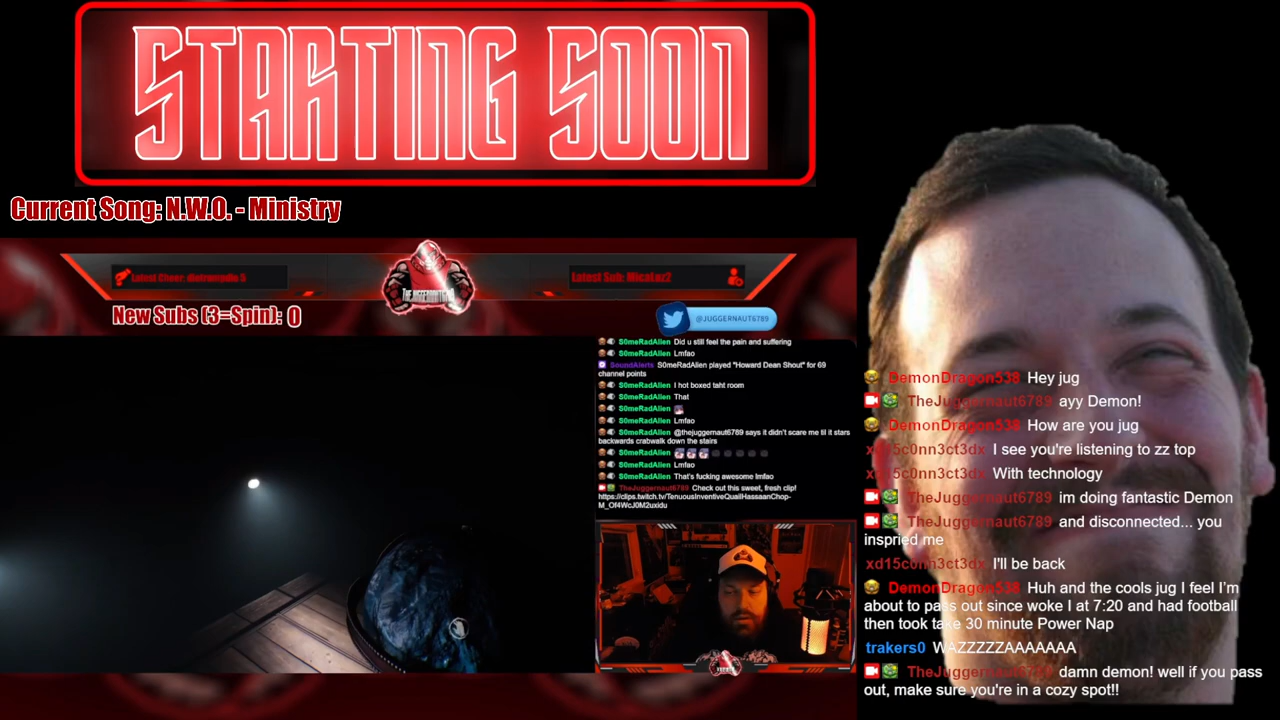 STARTING SOON
Current Song: N.W.O. - Ministry
Latest Sub: MicaLaz2
THEJUGGERNAUT6789
New Subs (3=Spin): 0
@JUGGERNAUT6789
S0meRadAlien Did u still feel the pain and suffering
S0meRadAlien Lmfao
SoundAlerts S0meRadAlien played "Howard Dean Shout" for 69
channel points
S0meRadAlien I hot boxed taht room
S0meRadAlien That
S0meRadAlien
S0meRadAlien Lmfao
S0meRadAlien @thejuggernaut6789 says it didn't scare me til it stars
backwards crabwalk down the stairs
S0meRadAlien
S0meRadAlien Lmfao
S0meRadAlien That's fucking awesome lmfao
TheJuggernaut6789 Check out this sweet, fresh clip!
https://clips.twitch.tv/TenuousInventiveQuailHassaanChop-
M_Of4WcJ0M2uxidu
DemonDragon538 Hey jug
TheJuggernaut6789 ayy Demon!
DemonDragon538 How are you jug
xd15c0nn3ct3dx I see you're listening to zz top
xd15c0nn3ct3dx With technology
TheJuggernaut6789 im doing fantastic Demon
TheJuggernaut6789 and disconnected... you
inspried me
xd15c0nn3ct3dx I'll be back
DemonDragon538 Huh and the cools jug I feel I'm
about to pass out since woke I at 7:20 and had football
then took take 30 minute Power Nap
trakers0 WAZZZZZAAAAAAA
TheJuggernaut6789 damn demon! well if you pass
out, make sure you're in a cozy spot!!